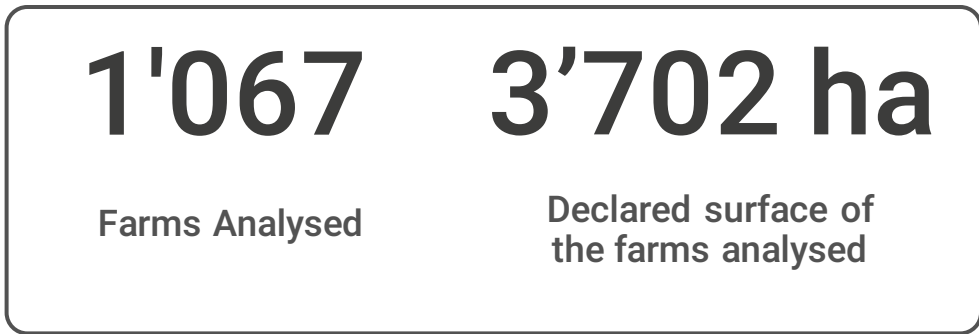 1'067
3’702 ha
Farms Analysed
Declared surface of
the farms analysed